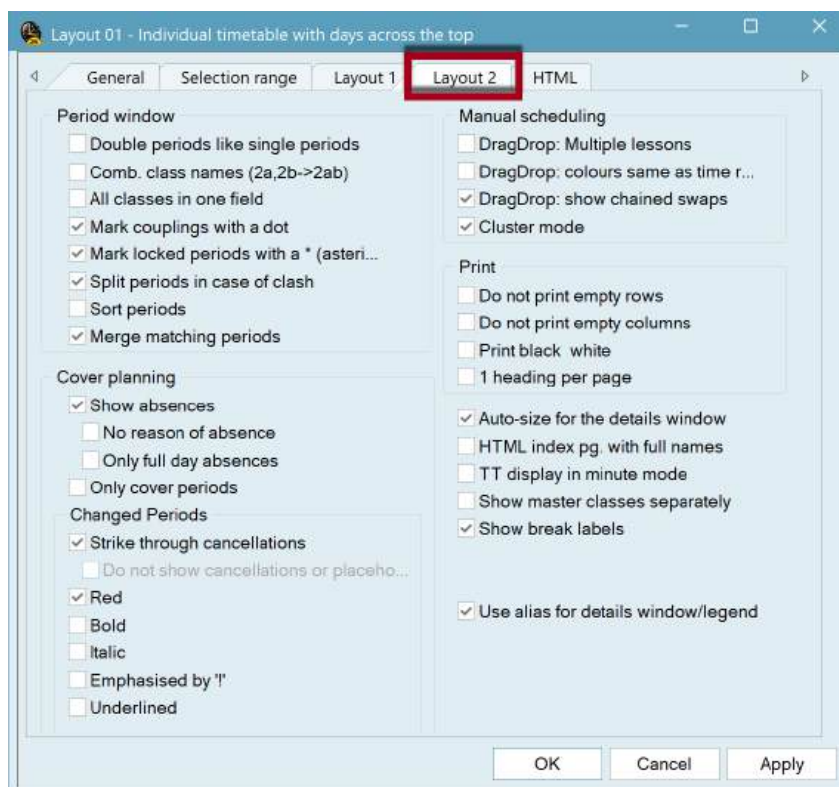 Layout 01 - Individual timetable with days across the top
General Selection range Layout 1 Layout 2 HTML
Period window
Double periods like single periods
Comb. class names (2a,2b->2ab)
All classes in one field
Mark couplings with a dot
Mark locked periods with a * (asteri...
Split periods in case of clash
Sort periods
Merge matching periods
Cover planning
Show absences
No reason of absence
Only full day absences
Only cover periods
Changed Periods
Strike through cancellations
Do not show cancellations or placeho...
Red
Bold
Italic
Emphasised by '!'
Underlined
Manual scheduling
DragDrop: Multiple lessons
DragDrop: colours same as time r...
DragDrop: show chained swaps
Cluster mode
Print
Do not print empty rows
Do not print empty columns
Print black white
1 heading per page
Auto-size for the details window
HTML index pg. with full names
TT display in minute mode
Show master classes separately
Show break labels
Use alias for details window/legend
OK Cancel Apply